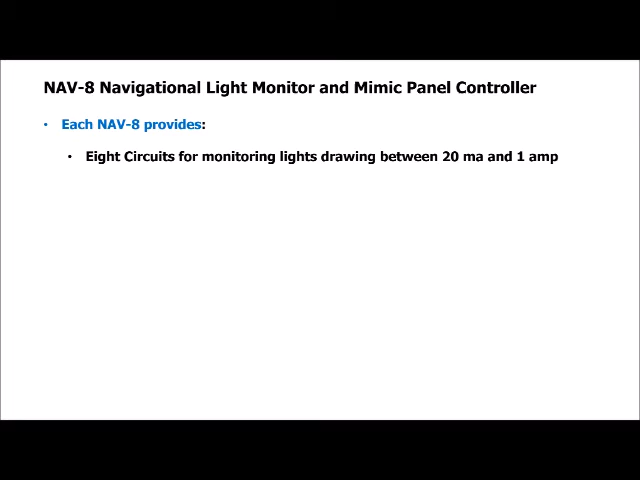 NAV-8 Navigational Light Monitor and Mimic Panel Controller
• Each NAV-8 provides:
• Eight Circuits for monitoring lights drawing between 20 ma and 1 amp